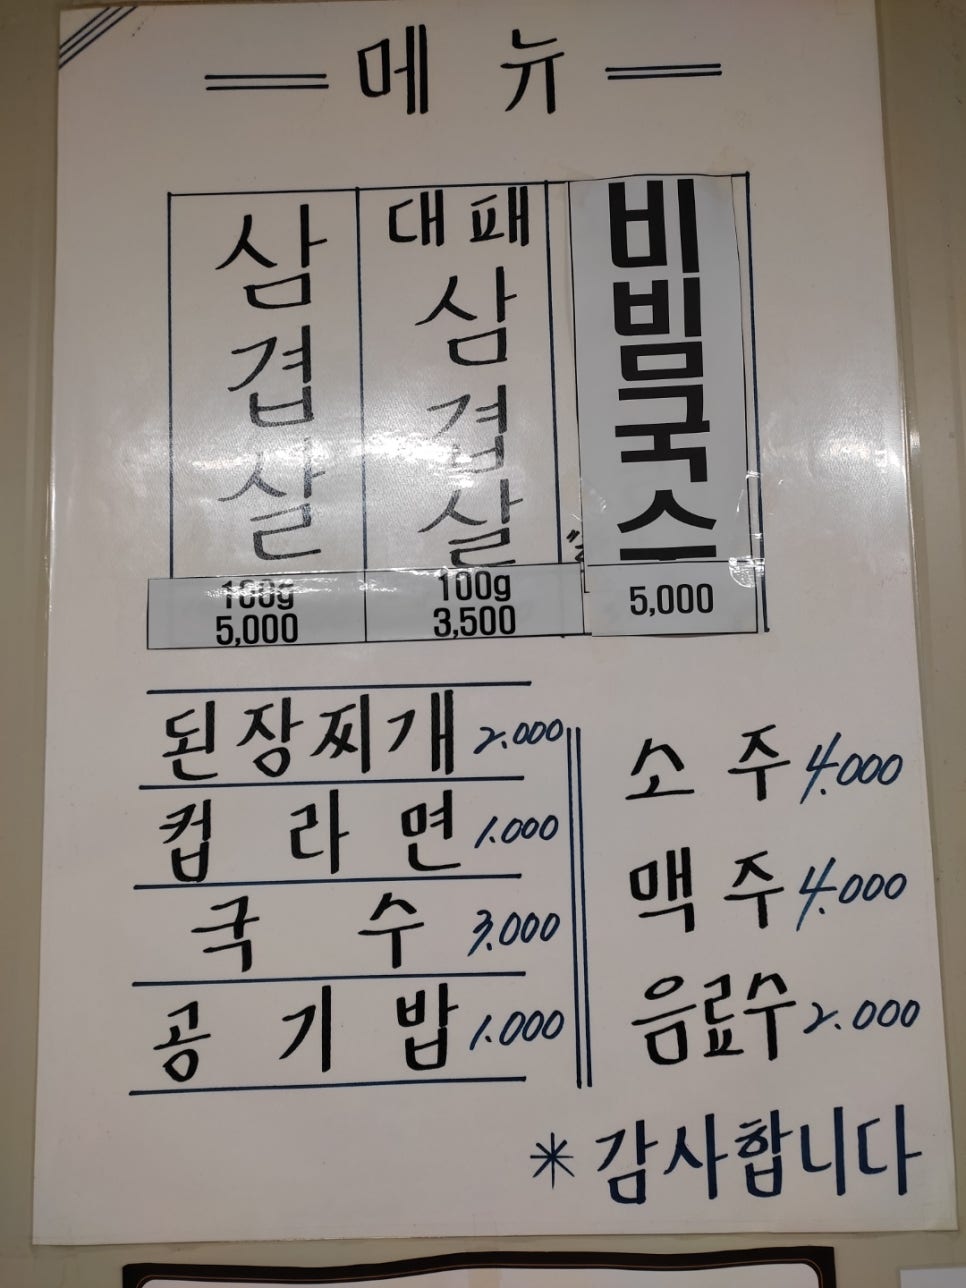 메 뉴
삼겹살
100g
5,000
대패
삼겹살
100g
3,500
비빔국수
5,000
된장찌개 2.000
컵 라 면 1.000
국 수 3.000
공 기 밥 1.000
소 주 4.000
맥 주 4.000
음료수 2.000
* 감사합니다